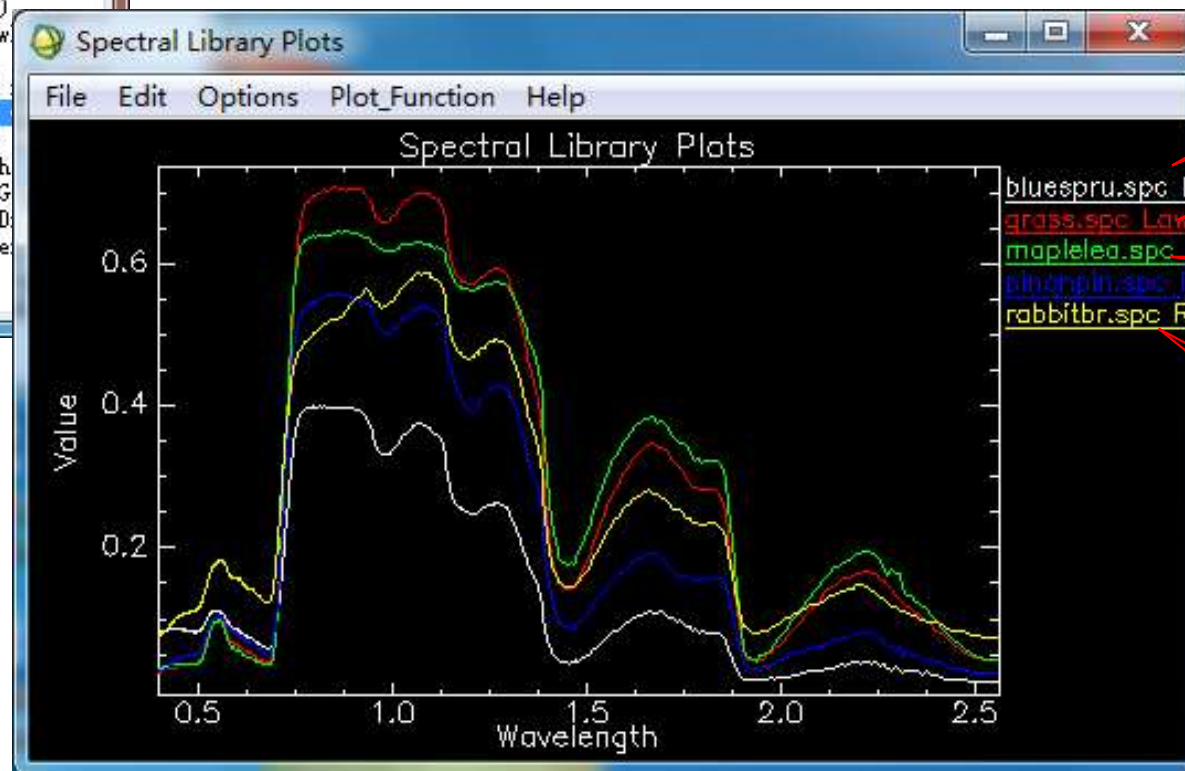 Spectral Library Plots
File Edit Options Plot_Function Help
Spectral Library Plots
bluespru.spc
grass.spc Law
maplelea.spc
pinonpin.spc
rabbitbr.spc R
0.6
0.4
0.2
Value
0.5 1.0 1.5 2.0 2.5
Wavelength